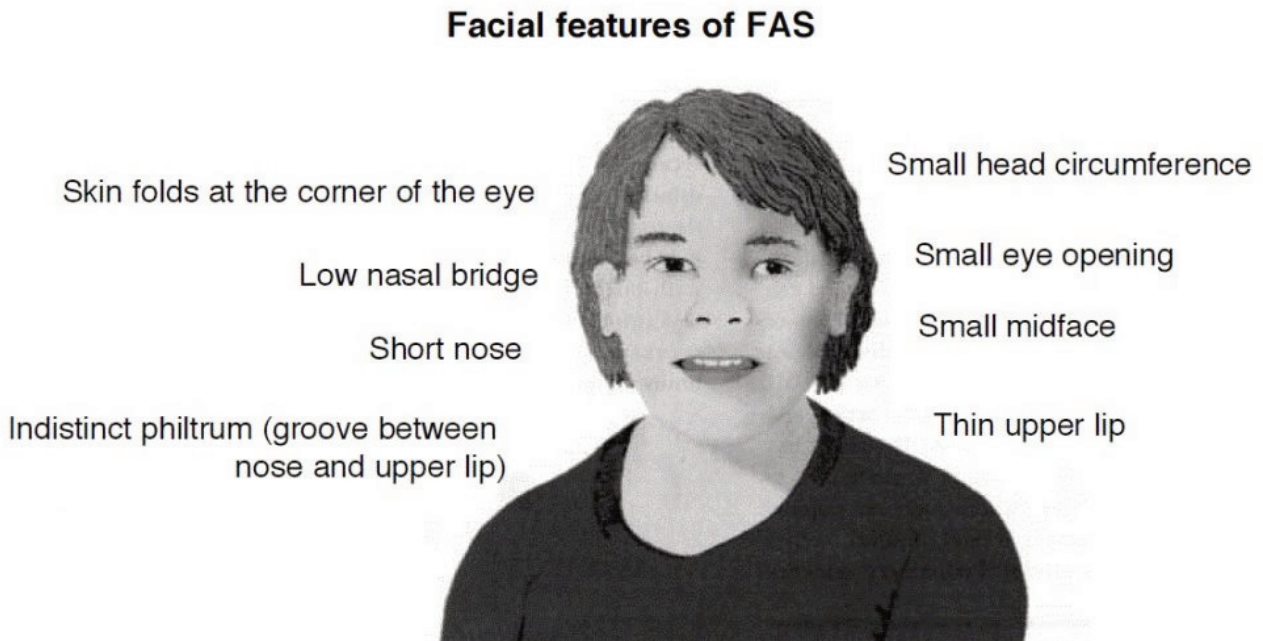 Facial features of FAS
Skin folds at the corner of the eye
Low nasal bridge
Short nose
Indistinct philtrum (groove between
nose and upper lip)
Small head circumference
Small eye opening
Small midface
Thin upper lip